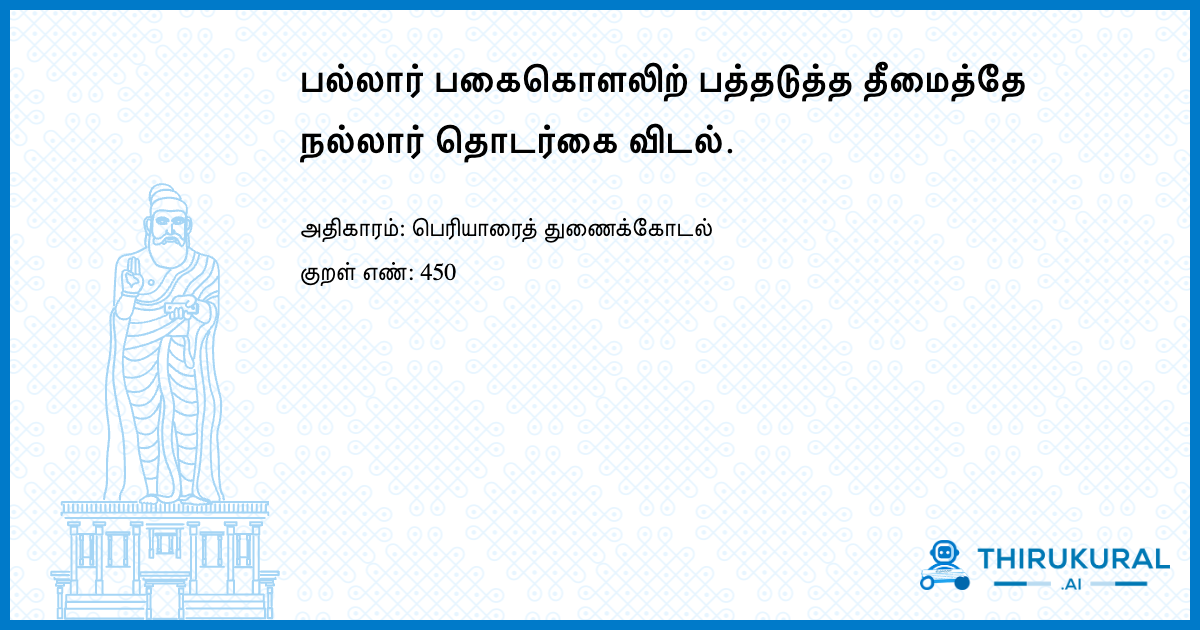 பல்லார் பகைகொளலிற் பத்தடுத்த தீமைத்தே
நல்லார் தொடர்கை விடல்.
அதிகாரம்: பெரியாரைத் துணைக்கோடல்
குறள் எண்: 450
THIRUKURAL
.AI